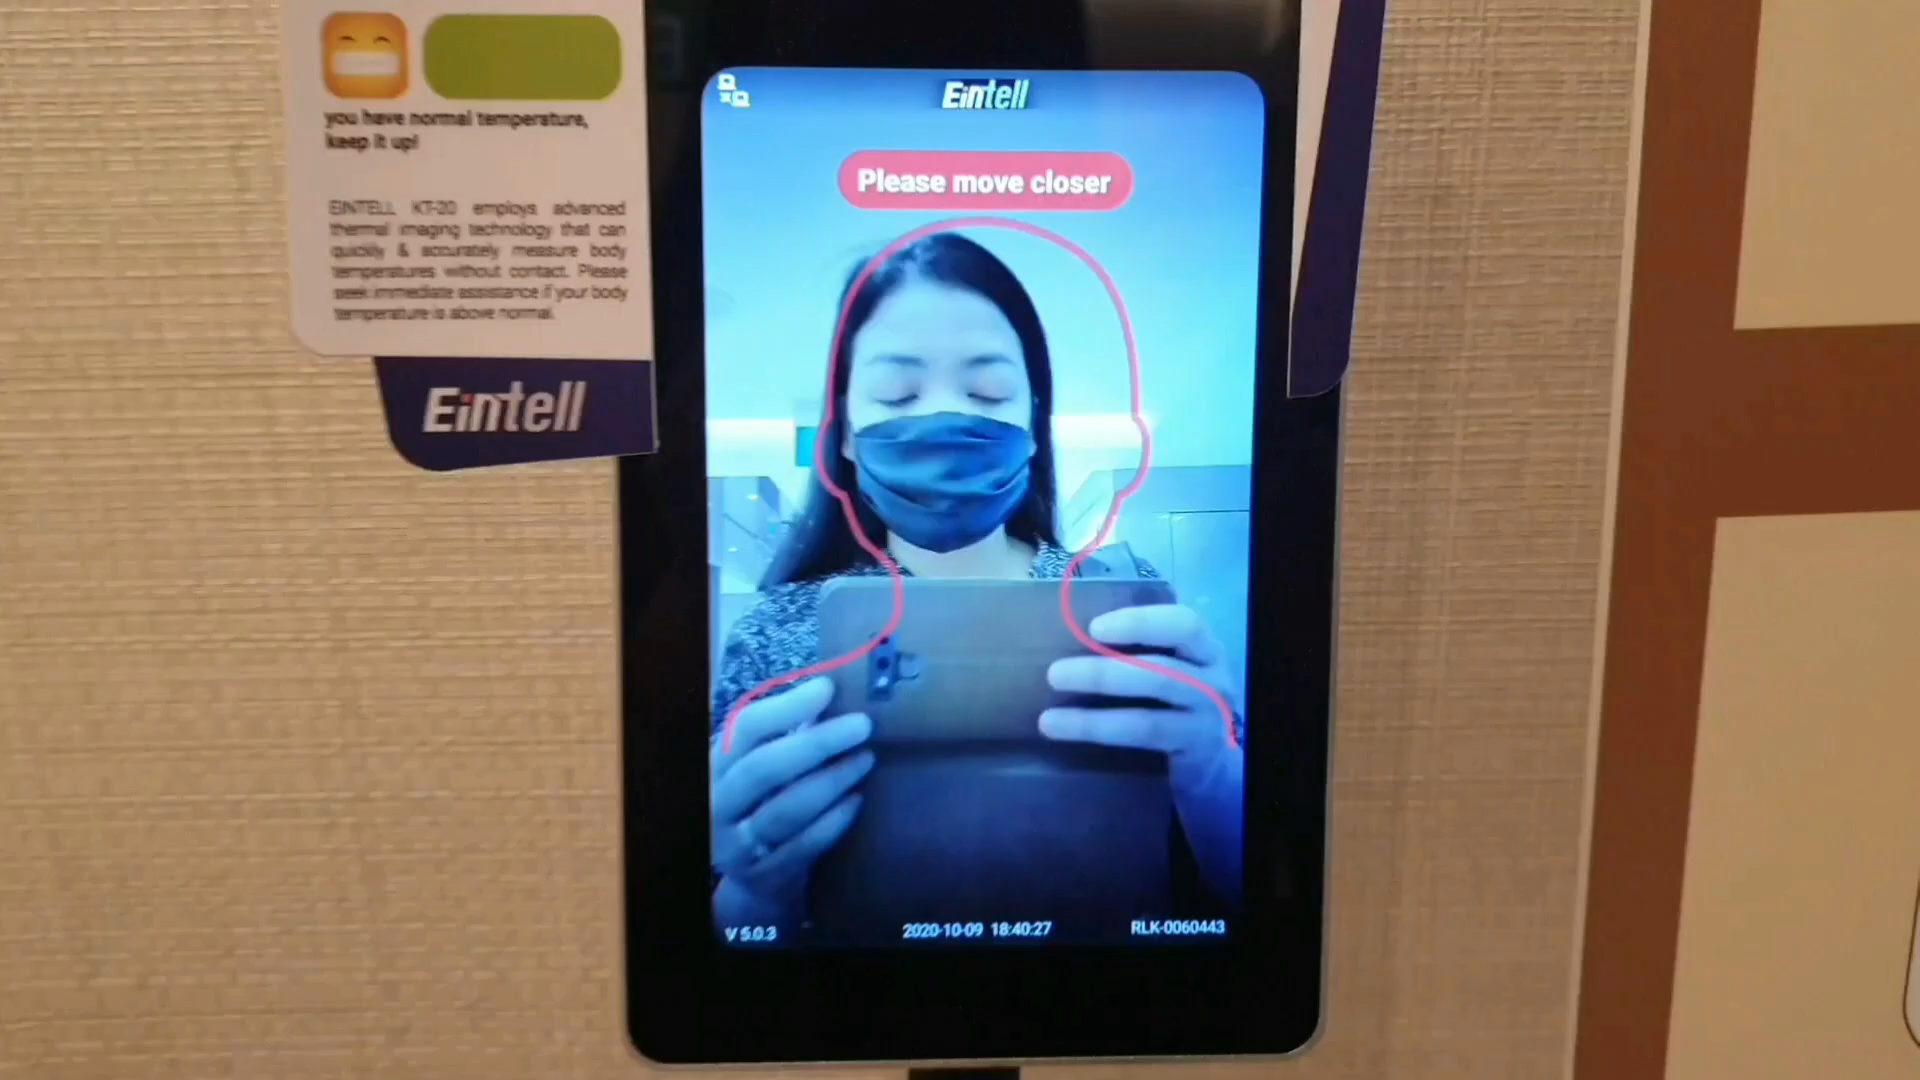 you have normal temperature,
keep it up!
EINTELL KT-20 employs advanced
thermal imaging technology that can
quickly & accurately measure body
temperatures without contact. Please
seek immediate assistance if your body
temperature is above normal.
Eintell
Eintell
Please move closer
V 5.0.3
2020-10-09 18:40:27
RLK-0060443